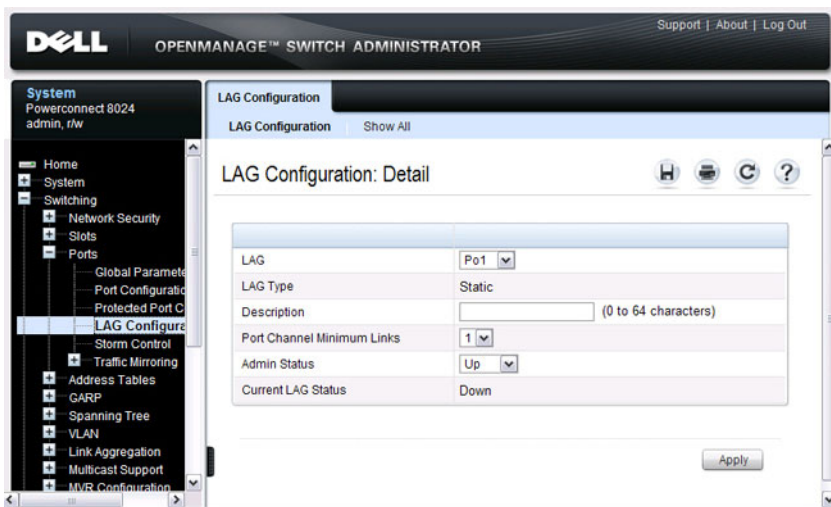 Support | About | Log Out
DELL OPENMANAGE™ SWITCH ADMINISTRATOR
System
Powerconnect 8024
admin, r/w
Home
System
Switching
Network Security
Slots
Ports
Global Paramete
Port Configuratio
Protected Port C
LAG Configura
Storm Control
Traffic Mirroring
Address Tables
GARP
Spanning Tree
VLAN
Link Aggregation
Multicast Support
MVR Configuration
LAG Configuration
LAG Configuration Show All
LAG Configuration: Detail
LAG Po1
LAG Type Static
Description (0 to 64 characters)
Port Channel Minimum Links 1
Admin Status Up
Current LAG Status Down
Apply